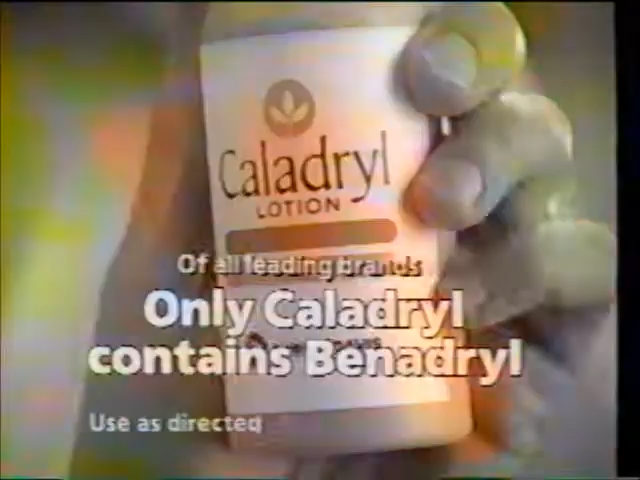 Caladryl
LOTION
Of all leading brands
Only Caladryl
contains Benadryl
Use as directed